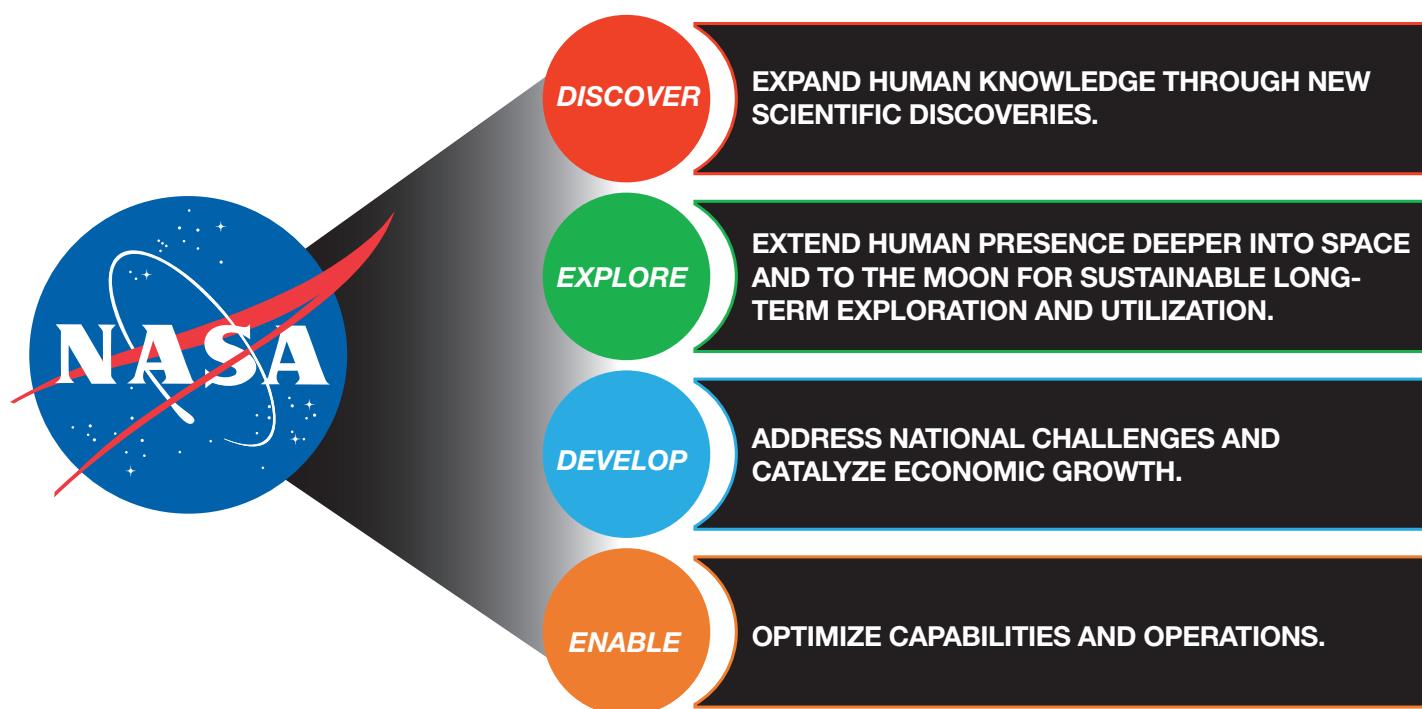 NASA
DISCOVER
EXPAND HUMAN KNOWLEDGE THROUGH NEW
SCIENTIFIC DISCOVERIES.
EXPLORE
EXTEND HUMAN PRESENCE DEEPER INTO SPACE
AND TO THE MOON FOR SUSTAINABLE LONG-
TERM EXPLORATION AND UTILIZATION.
DEVELOP
ADDRESS NATIONAL CHALLENGES AND
CATALYZE ECONOMIC GROWTH.
ENABLE
OPTIMIZE CAPABILITIES AND OPERATIONS.